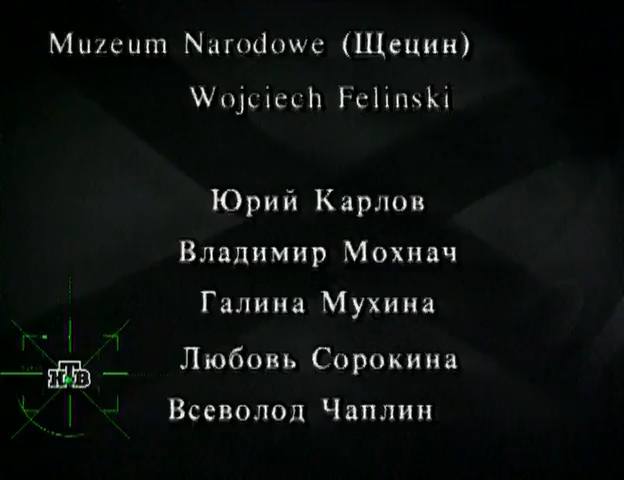 Muzeum Narodowe (Щецин)
Wojciech Felinski
Юрий Карлов
Владимир Мохнач
Галина Мухина
Любовь Сорокина
Всеволод Чаплин
НТВ